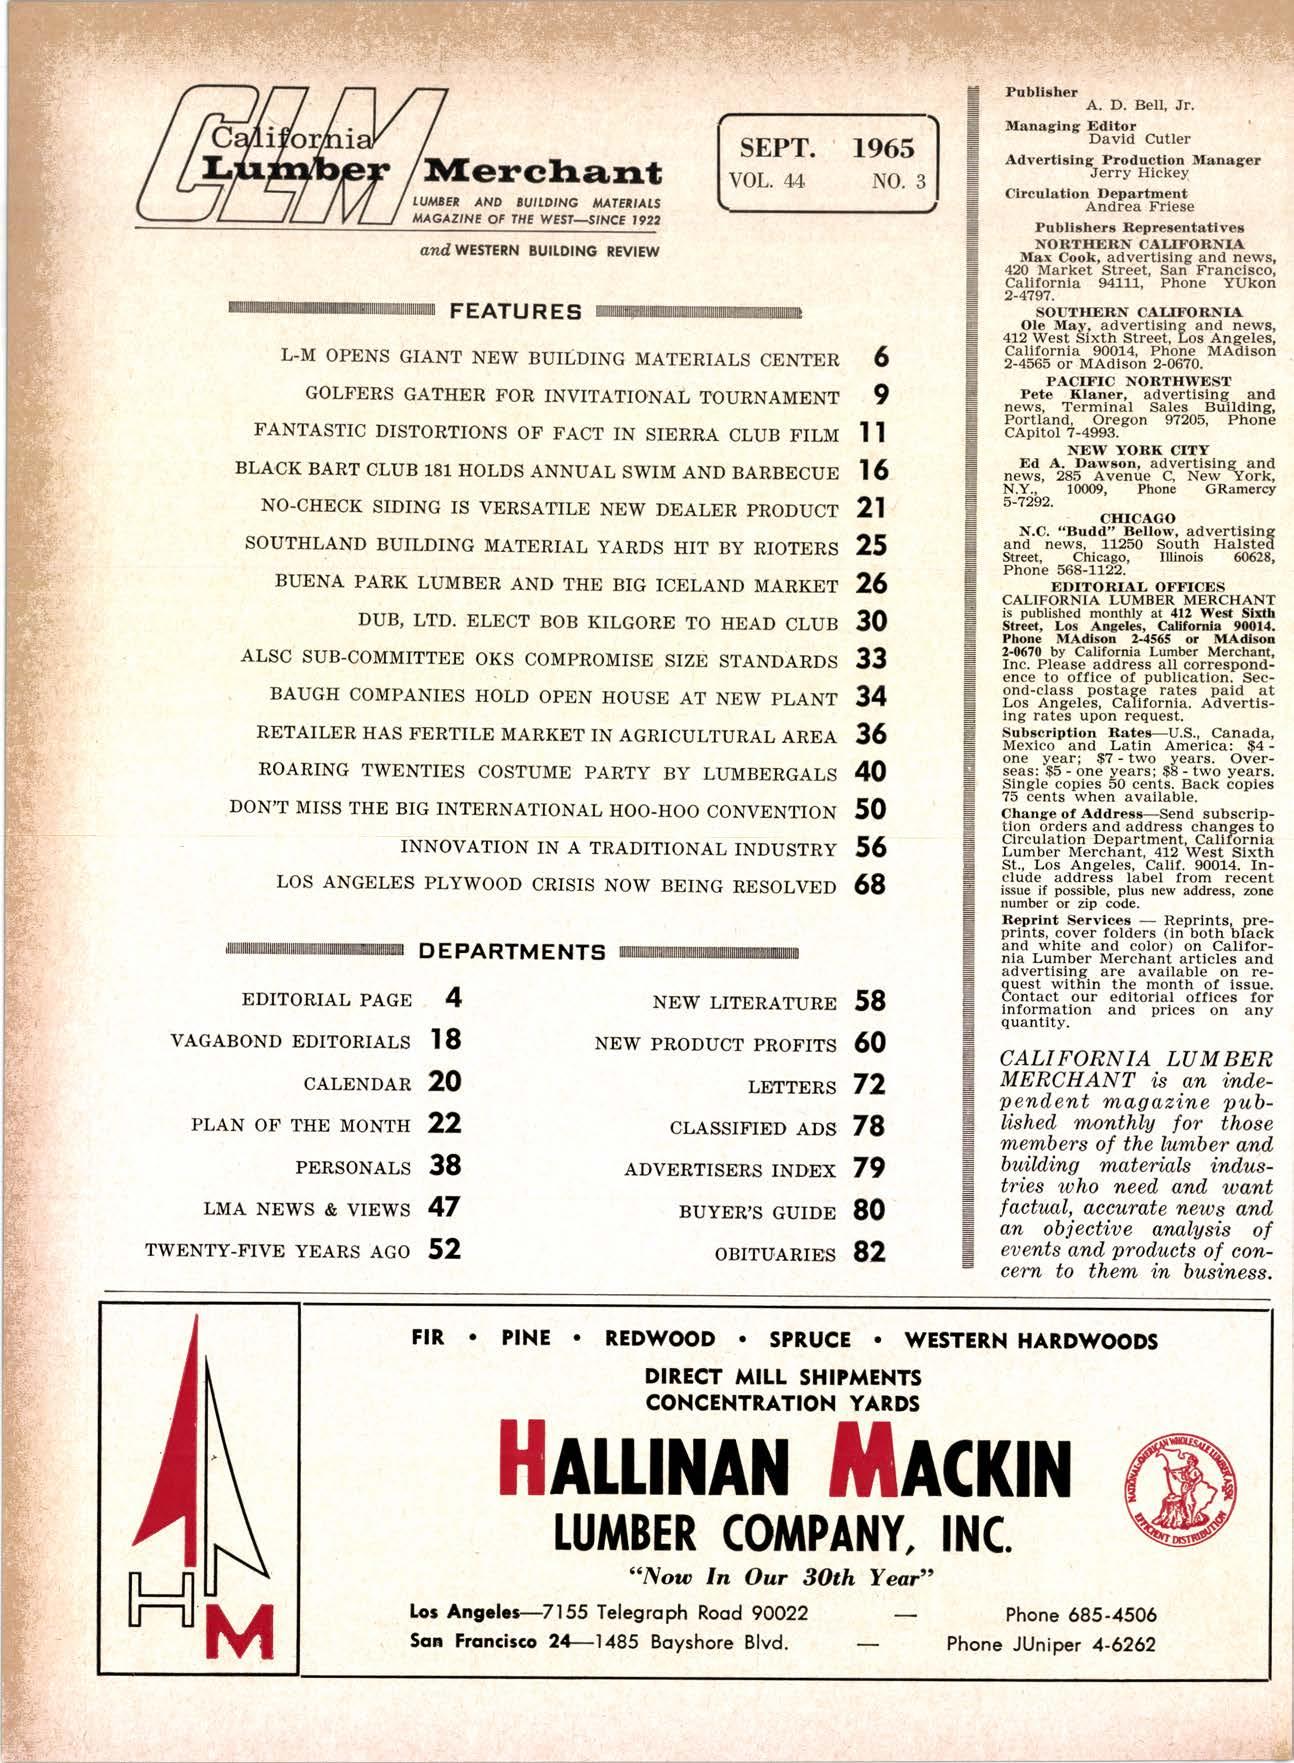 CLM
California
Lumber Merchant
LUMBER AND BUILDING MATERIALS
MAGAZINE OF THE WEST—SINCE 1922
and WESTERN BUILDING REVIEW
SEPT. 1965
VOL. 44 NO. 3
FEATURES
L-M OPENS GIANT NEW BUILDING MATERIALS CENTER 6
GOLFERS GATHER FOR INVITATIONAL TOURNAMENT 9
FANTASTIC DISTORTIONS OF FACT IN SIERRA CLUB FILM 11
BLACK BART CLUB 181 HOLDS ANNUAL SWIM AND BARBECUE 16
NO-CHECK SIDING IS VERSATILE NEW DEALER PRODUCT 21
SOUTHLAND BUILDING MATERIAL YARDS HIT BY RIOTERS 25
BUENA PARK LUMBER AND THE BIG ICELAND MARKET 26
DUB, LTD. ELECT BOB KILGORE TO HEAD CLUB 30
ALSC SUB-COMMITTEE OKS COMPROMISE SIZE STANDARDS 33
BAUGH COMPANIES HOLD OPEN HOUSE AT NEW PLANT 34
RETAILER HAS FERTILE MARKET IN AGRICULTURAL AREA 36
ROARING TWENTIES COSTUME PARTY BY LUMBERGALS 40
DON'T MISS THE BIG INTERNATIONAL HOO-HOO CONVENTION 50
INNOVATION IN A TRADITIONAL INDUSTRY 56
LOS ANGELES PLYWOOD CRISIS NOW BEING RESOLVED 68
DEPARTMENTS
EDITORIAL PAGE 4
VAGABOND EDITORIALS 18
CALENDAR 20
PLAN OF THE MONTH 22
PERSONALS 38
LMA NEWS & VIEWS 47
TWENTY-FIVE YEARS AGO 52
NEW LITERATURE 58
NEW PRODUCT PROFITS 60
LETTERS 72
CLASSIFIED ADS 78
ADVERTISERS INDEX 79
BUYER'S GUIDE 80
OBITUARIES 82
Publisher
A. D. Bell, Jr.
Managing Editor
David Cutler
Advertising Production Manager
Jerry Hickey
Circulation Department
Andrea Friese
Publishers Representatives
NORTHERN CALIFORNIA
Max Cook, advertising and news,
420 Market Street, San Francisco,
California 94111, Phone YUkon
2-4797.
SOUTHERN CALIFORNIA
Ole May, advertising and news,
412 West Sixth Street, Los Angeles,
California 90014, Phone MAdison
2-4565 or MAdison 2-0670.
PACIFIC NORTHWEST
Pete Klaner, advertising and
news, Terminal Sales Building,
Portland, Oregon 97205, Phone
CApitol 7-4993.
NEW YORK CITY
Ed A. Dawson, advertising and
news, 285 Avenue C, New York,
N.Y., 10009, Phone GRamercy
5-7292.
CHICAGO
N.C. "Budd" Bellow, advertising
and news, 11250 South Halsted
Street, Chicago, Illinois 60628,
Phone 568-1122.
EDITORIAL OFFICES
CALIFORNIA LUMBER MERCHANT
is published monthly at 412 West Sixth
Street, Los Angeles, California 90014.
Phone MAdison 2-4565 or MAdison
2-0670 by California Lumber Merchant,
Inc. Please address all correspond-
ence to office of publication. Sec-
ond-class postage rates paid at
Los Angeles, California. Advertis-
ing rates upon request.
Subscription Rates—U.S., Canada,
Mexico and Latin America: $4 -
one year; $7 - two years. Over-
seas: $5 - one years; $8 - two years.
Single copies 50 cents. Back copies
75 cents when available.
Change of Address—Send subscrip-
tion orders and address changes to
Circulation Department, California
Lumber Merchant, 412 West Sixth
St., Los Angeles, Calif. 90014. In-
clude address label from recent
issue if possible, plus new address, zone
number or zip code.
Reprint Services — Reprints, pre-
prints, cover folders (in both black
and white and color) on Califor-
nia Lumber Merchant articles and
advertising are available on re-
quest within the month of issue.
Contact our editorial offices for
information and prices on any
quantity.
CALIFORNIA LUMBER
MERCHANT is an inde-
pendent magazine pub-
lished monthly for those
members of the lumber and
building materials indus-
tries who need and want
factual, accurate news and
an objective analysis of
events and products of con-
cern to them in business.
HM
FIR • PINE • REDWOOD • SPRUCE • WESTERN HARDWOODS
DIRECT MILL SHIPMENTS
CONCENTRATION YARDS
HALLINAN MACKIN
LUMBER COMPANY, INC.
"Now In Our 30th Year"
Los Angeles—7155 Telegraph Road 90022 — Phone 685-4506
San Francisco 24—1485 Bayshore Blvd. — Phone JUniper 4-6262
NATIONAL-AMERICAN WHOLESALE LUMBER ASSN.
EFFICIENT DISTRIBUTION